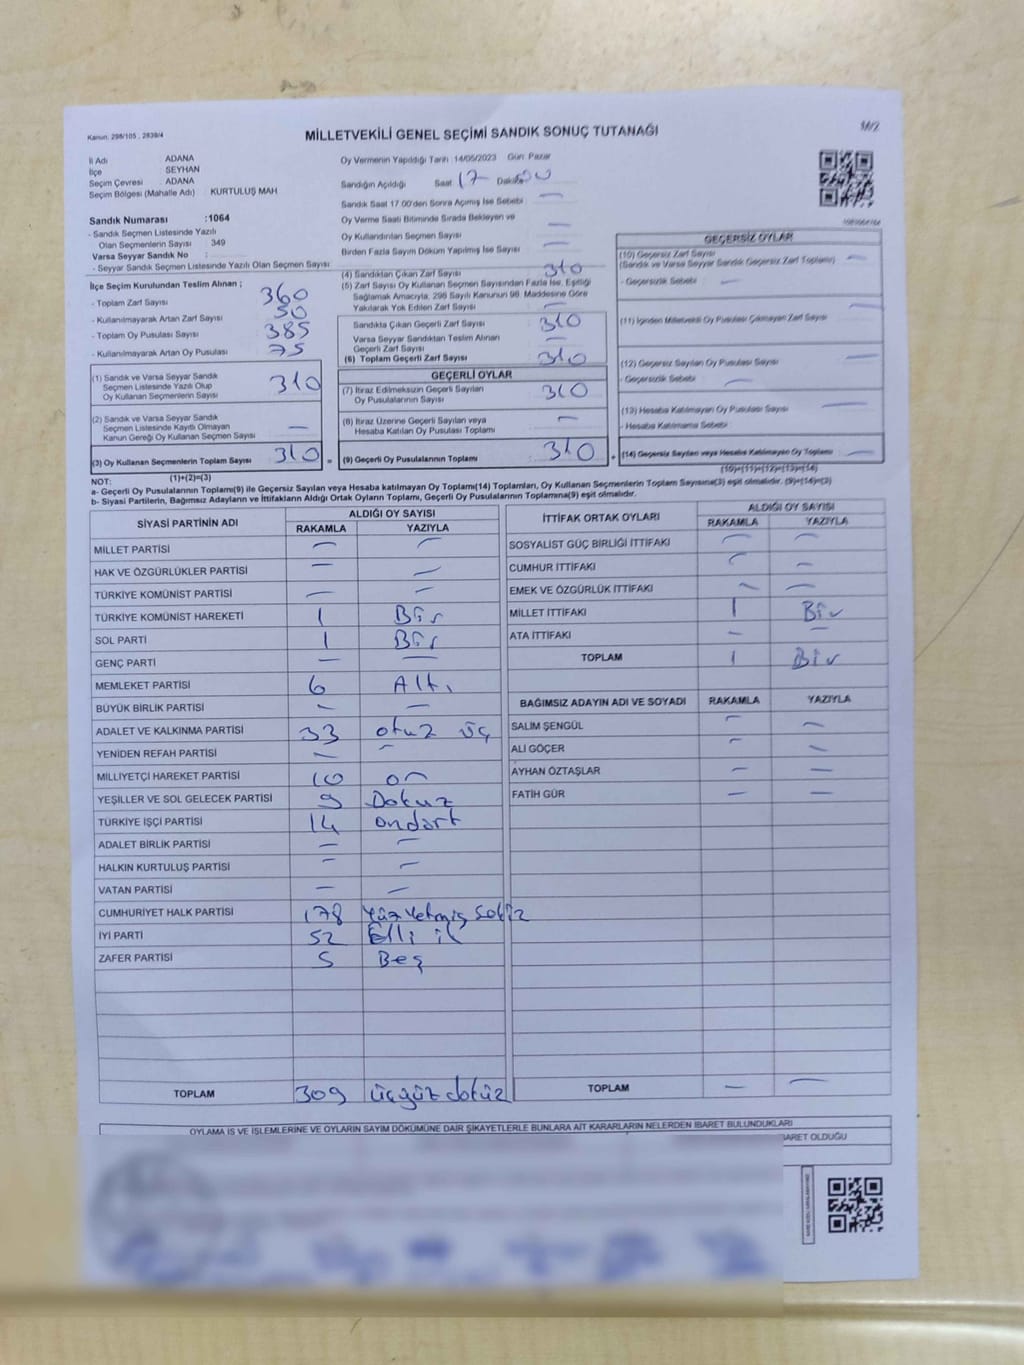 Kanun: 298/105 , 2839/4
MİLLETVEKİLİ GENEL SEÇİMİ SANDIK SONUÇ TUTANAĞI
M/2
İl Adı ADANA
İlçe SEYHAN
Seçim Çevresi : ADANA
Seçim Bölgesi (Mahalle Adı) : KURTULUŞ MAH
Sandık Numarası :1064
- Sandık Seçmen Listesinde Yazılı
Olan Seçmenlerin Sayısı : 349
Varsa Seyyar Sandık No :
- Seyyar Sandık Seçmen Listesinde Yazılı Olan Seçmen Sayısı
İlçe Seçim Kurulundan Teslim Alınan ;
- Toplam Zarf Sayısı 360
- Kullanılmayarak Artan Zarf Sayısı 50
- Toplam Oy Pusulası Sayısı 385
- Kullanılmayarak Artan Oy Pusulası 75
(1) Sandık ve Varsa Seyyar Sandık
Seçmen Listesinde Yazılı Olup
Oy Kullanan Seçmenlerin Sayısı 310
(2) Sandık ve Varsa Seyyar Sandık
Seçmen Listesinde Kayıtlı Olmayan
Kanun Gereği Oy Kullanan Seçmen Sayısı —
(3) Oy Kullanan Seçmenlerin Toplam Sayısı 310 =
(1)+(2)=(3)
Oy Vermenin Yapıldığı Tarih :14/05/2023 Gün: Pazar
Sandığın Açıldığı Saat 17 Dakika 00
Sandık Saat 17.00'den Sonra Açılmış İse Sebebi —
Oy Verme Saati Bitiminde Sırada Bekleyen ve
Oy Kullandırılan Seçmen Sayısı —
Birden Fazla Sayım Döküm Yapılmış İse Sayısı —
(4) Sandıktan Çıkan Zarf Sayısı 310
(5) Zarf Sayısı Oy Kullanan Seçmen Sayısından Fazla İse, Eşitliği
Sağlamak Amacıyla, 298 Sayılı Kanunun 98. Maddesine Göre
Yakılarak Yok Edilen Zarf Sayısı —
Sandıkta Çıkan Geçerli Zarf Sayısı 310
Varsa Seyyar Sandıktan Teslim Alınan
Geçerli Zarf Sayısı —
(6) Toplam Geçerli Zarf Sayısı 310
GEÇERLİ OYLAR
(7) İtiraz Edilmeksizin Geçerli Sayılan
Oy Pusulalarının Sayısı 310
(8) İtiraz Üzerine Geçerli Sayılan veya
Hesaba Katılan Oy Pusulası Toplamı —
(9) Geçerli Oy Pusulalarının Toplamı 310 +
GEÇERSİZ OYLAR
(10) Geçersiz Zarf Sayısı —
(Sandık ve Varsa Seyyar Sandık Geçersiz Zarf Toplamı)
- Geçersizlik Sebebi —
(11) İçinden Milletvekili Oy Pusulası Çıkmayan Zarf Sayısı —
(12) Geçersiz Sayılan Oy Pusulası Sayısı —
- Geçersizlik Sebebi —
(13) Hesaba Katılmayan Oy Pusulası Sayısı —
- Hesaba Katılmama Sebebi
(14) Geçersiz Sayılan veya Hesaba Katılmayan Oy Toplamı —
(10)+(11)+(12)+(13)=(14)
NOT:
a- Geçerli Oy Pusulalarının Toplamı(9) ile Geçersiz Sayılan veya Hesaba katılmayan Oy Toplamı(14) Toplamları, Oy Kullanan Seçmenlerin Toplam Sayısına(3) eşit olmalıdır. (9)+(14)=(3)
b- Siyasi Partilerin, Bağımsız Adayların ve İttifakların Aldığı Ortak Oyların Toplamı, Geçerli Oy Pusulalarının Toplamına(9) eşit olmalıdır.
SİYASİ PARTİNİN ADI ALDIĞI OY SAYISI
RAKAMLA YAZIYLA
MİLLET PARTİSİ — —
HAK VE ÖZGÜRLÜKLER PARTİSİ — —
TÜRKİYE KOMÜNİST PARTİSİ — —
TÜRKİYE KOMÜNİST HAREKETİ 1 Bir
SOL PARTİ 1 Bir
GENÇ PARTİ — —
MEMLEKET PARTİSİ 6 Altı
BÜYÜK BİRLİK PARTİSİ — —
ADALET VE KALKINMA PARTİSİ 33 otuz üç
YENİDEN REFAH PARTİSİ — —
MİLLİYETÇİ HAREKET PARTİSİ 10 on
YEŞİLLER VE SOL GELECEK PARTİSİ 9 Dokuz
TÜRKİYE İŞÇİ PARTİSİ 14 ondört
ADALET BİRLİK PARTİSİ — —
HALKIN KURTULUŞ PARTİSİ — —
VATAN PARTİSİ — —
CUMHURİYET HALK PARTİSİ 178 Yüz Yetmiş Sekiz
İYİ PARTİ 52 Elli iki
ZAFER PARTİSİ 5 Beş
TOPLAM 309 üçyüz dokuz
İTTİFAK ORTAK OYLARI ALDIĞI OY SAYISI
RAKAMLA YAZIYLA
SOSYALİST GÜÇ BİRLİĞİ İTTİFAKI — —
CUMHUR İTTİFAKI — —
EMEK VE ÖZGÜRLÜK İTTİFAKI — —
MİLLET İTTİFAKI 1 Bir
ATA İTTİFAKI — —
TOPLAM 1 Bir
BAĞIMSIZ ADAYIN ADI VE SOYADI RAKAMLA YAZIYLA
SALİM ŞENGÜL — —
ALİ GÖÇER — —
AYHAN ÖZTAŞLAR — —
FATİH GÜR — —
TOPLAM — —
OYLAMA İŞ VE İŞLEMLERİNE VE OYLARIN SAYIM DÖKÜMÜNE DAİR ŞİKAYETLERLE BUNLARA AİT KARARLARIN NELERDEN İBARET BULUNDUKLARI
BARET OLDUĞU